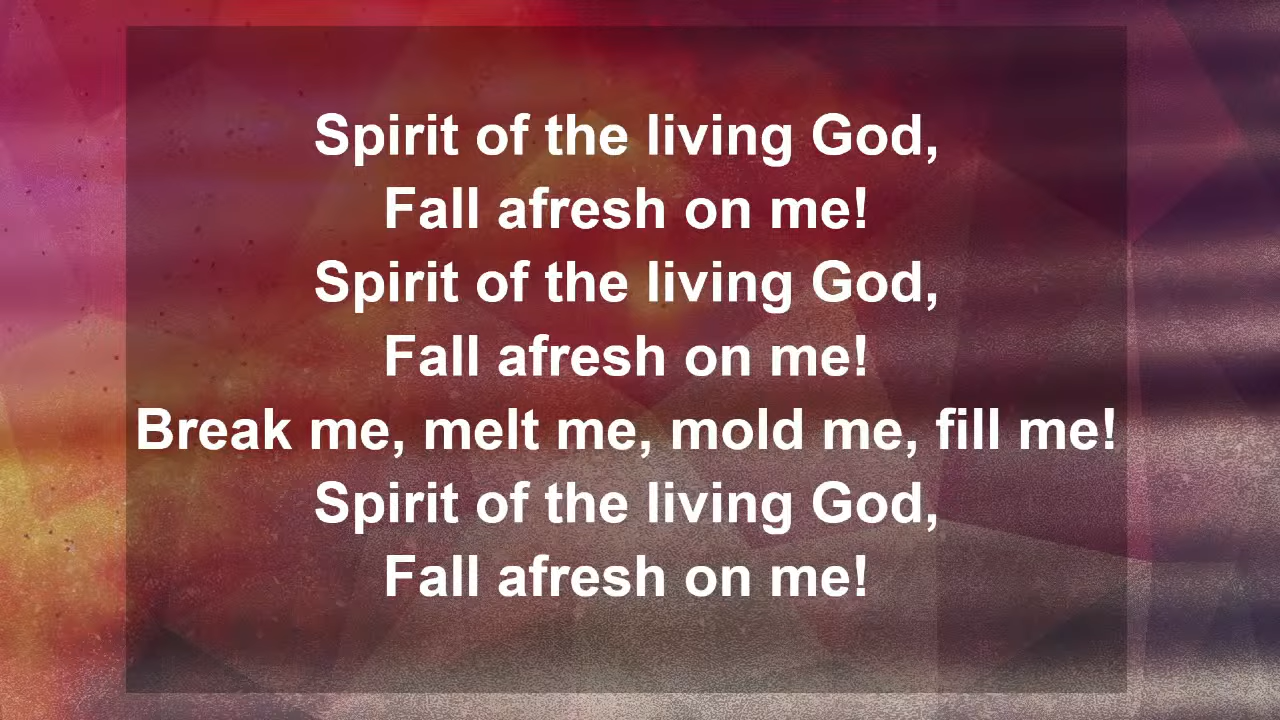 Spirit of the living God,
Fall afresh on me!
Spirit of the living God,
Fall afresh on me!
Break me, melt me, mold me, fill me!
Spirit of the living God,
Fall afresh on me!